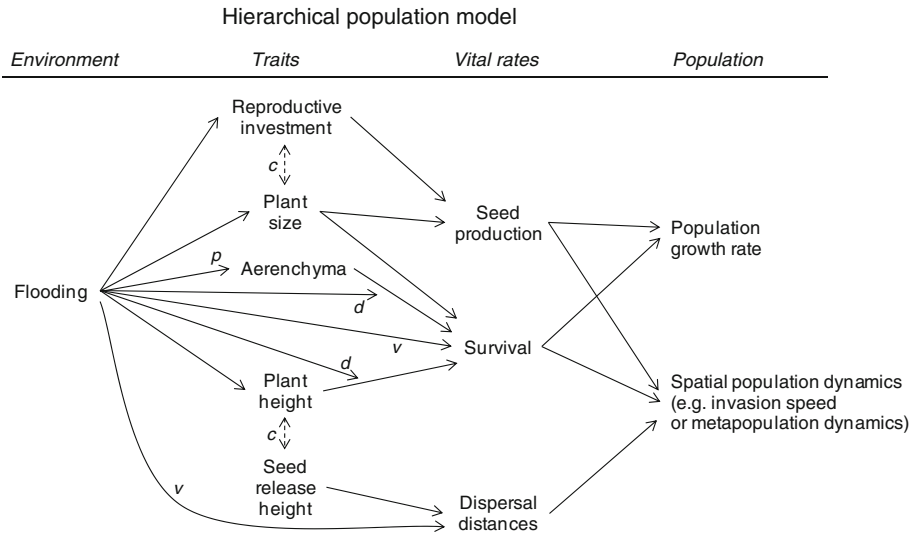 Hierarchical population model
Environment Traits Vital rates Population
Reproductive
investment
c
Plant
size
Seed
production
Population
growth rate
p
Aerenchyma
Flooding
d
v
Survival
d
Plant
height
Spatial population dynamics
(e.g. invasion speed
or metapopulation dynamics)
c
Seed
release
height
v
Dispersal
distances